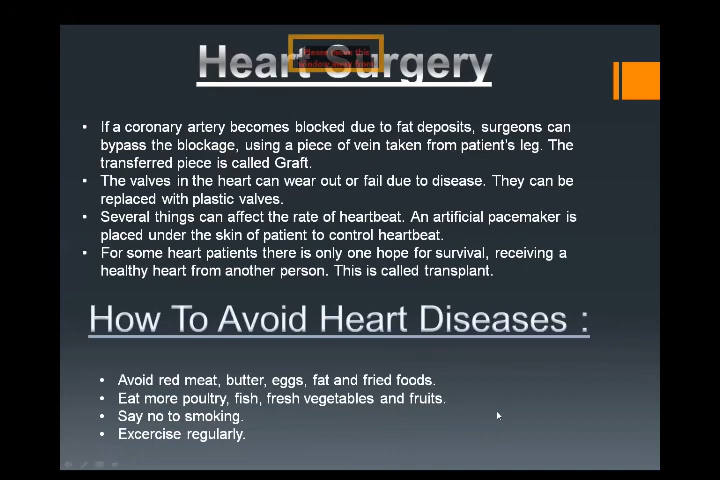 Heart Surgery
• If a coronary artery becomes blocked due to fat deposits, surgeons can
bypass the blockage, using a piece of vein taken from patient's leg. The
transferred piece is called Graft.
• The valves in the heart can wear out or fail due to disease. They can be
replaced with plastic valves.
• Several things can affect the rate of heartbeat. An artificial pacemaker is
placed under the skin of patient to control heartbeat.
• For some heart patients there is only one hope for survival, receiving a
healthy heart from another person. This is called transplant.
How To Avoid Heart Diseases :
• Avoid red meat, butter, eggs, fat and fried foods.
• Eat more poultry, fish, fresh vegetables and fruits.
• Say no to smoking.
• Excercise regularly.